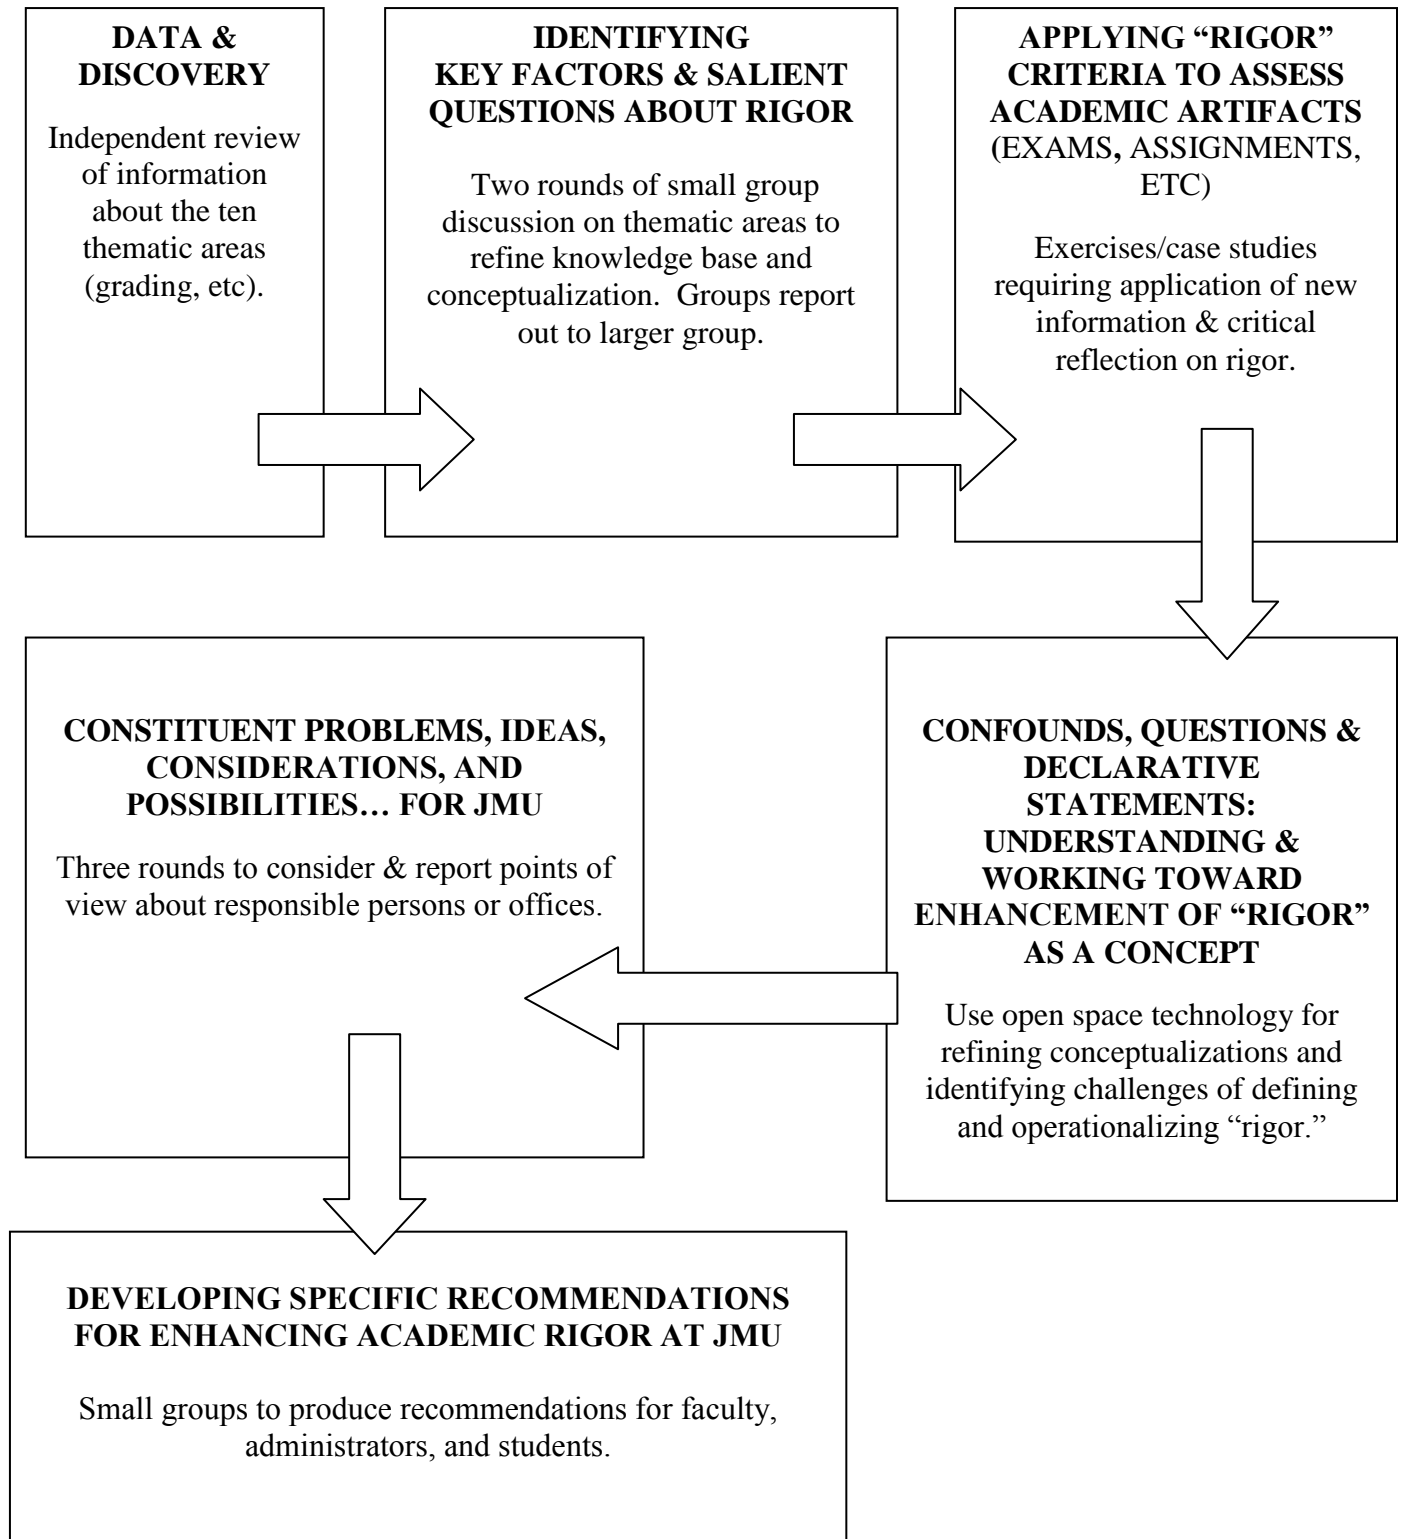 DATA &
DISCOVERY
Independent review
of information
about the ten
thematic areas
(grading, etc).
IDENTIFYING
KEY FACTORS & SALIENT
QUESTIONS ABOUT RIGOR
Two rounds of small group
discussion on thematic areas to
refine knowledge base and
conceptualization.  Groups report
out to larger group.
APPLYING “RIGOR”
CRITERIA TO ASSESS
ACADEMIC ARTIFACTS
(EXAMS, ASSIGNMENTS,
ETC)
Exercises/case studies
requiring application of new
information & critical
reflection on rigor.
CONFOUNDS, QUESTIONS &
DECLARATIVE
STATEMENTS:
UNDERSTANDING &
WORKING TOWARD
ENHANCEMENT OF “RIGOR”
AS A CONCEPT
Use open space technology for
refining conceptualizations and
identifying challenges of defining
and operationalizing “rigor.”
CONSTITUENT PROBLEMS, IDEAS,
CONSIDERATIONS, AND
POSSIBILITIES… FOR JMU
Three rounds to consider & report points of
view about responsible persons or offices.
DEVELOPING SPECIFIC RECOMMENDATIONS
FOR ENHANCING ACADEMIC RIGOR AT JMU
Small groups to produce recommendations for faculty,
administrators, and students.